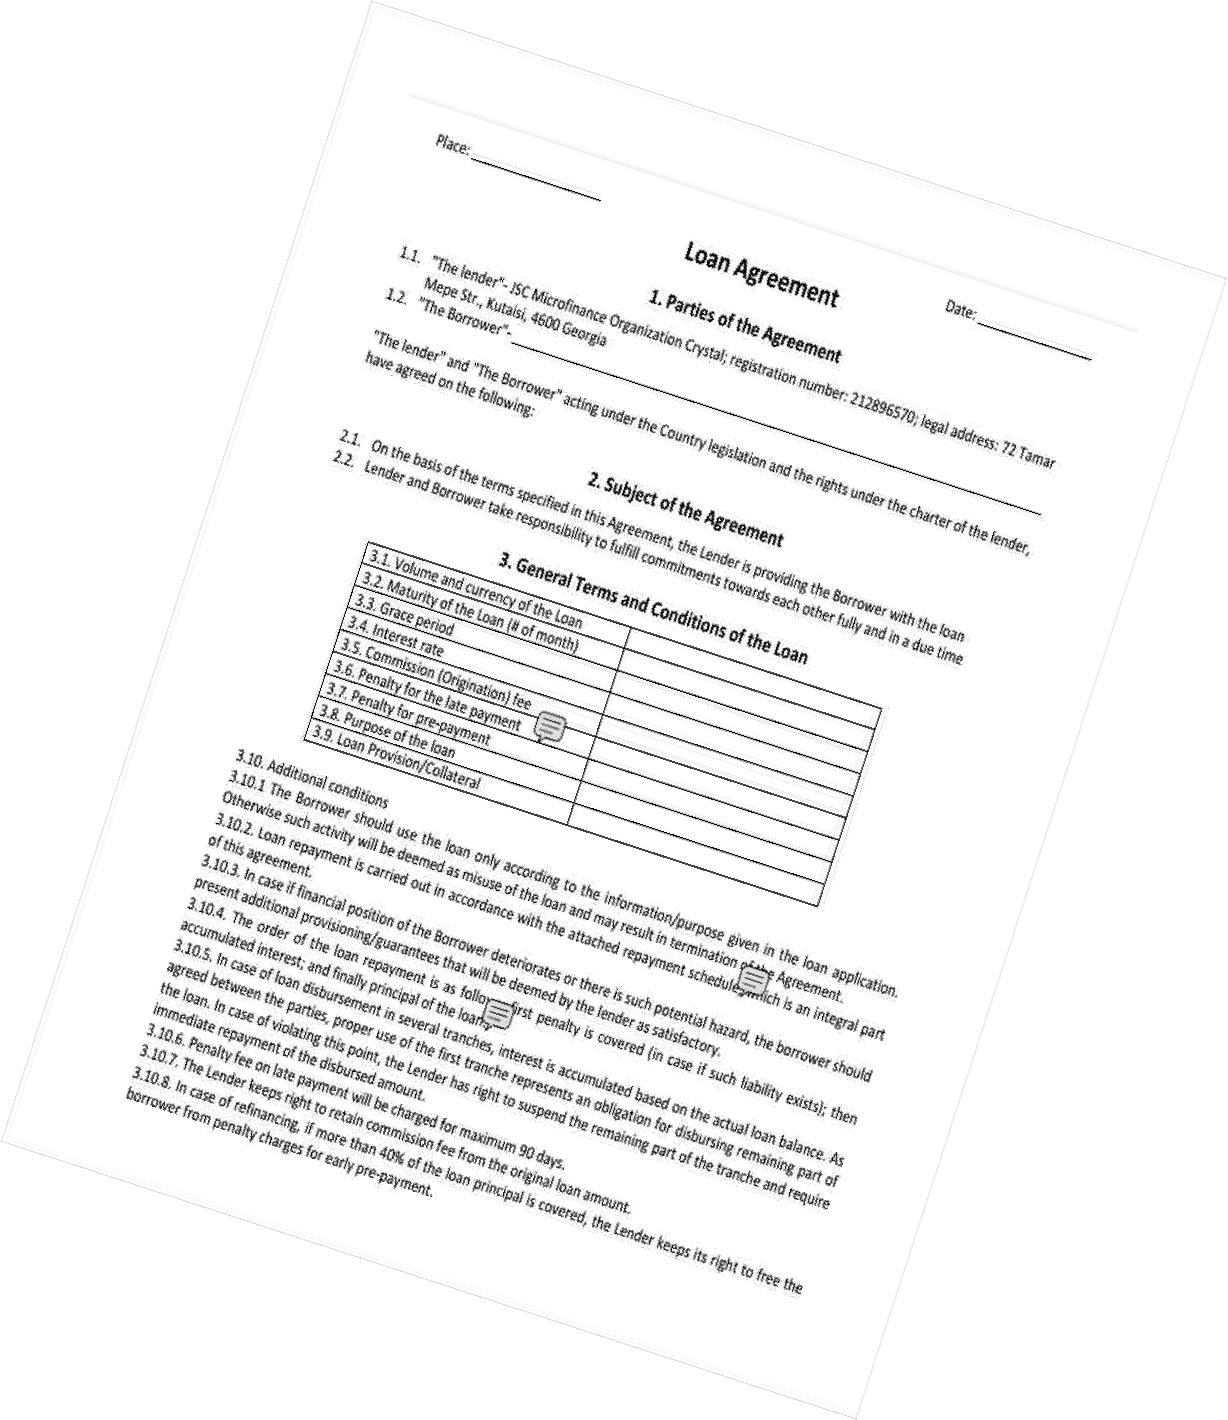 Place:
Date:
Loan Agreement
1. Parties of the Agreement
1.1. "The lender"- JSC Microfinance Organization Crystal; registration number: 212896570; legal address: 72 Tamar
Mepe Str., Kutaisi, 4600 Georgia
1.2. "The Borrower"-
"The lender" and "The Borrower" acting under the Country legislation and the rights under the charter of the lender,
have agreed on the following:
2. Subject of the Agreement
2.1. On the basis of the terms specified in this Agreement, the Lender is providing the Borrower with the loan
2.2. Lender and Borrower take responsibility to fulfill commitments towards each other fully and in a due time
3. General Terms and Conditions of the Loan
3.1. Volume and currency of the Loan
3.2. Maturity of the Loan (# of month)
3.3. Grace period
3.4. Interest rate
3.5. Commission (Origination) fee
3.6. Penalty for the late payment
3.7. Penalty for pre-payment
3.8. Purpose of the loan
3.9. Loan Provision/Collateral
3.10. Additional conditions
3.10.1 The Borrower should use the loan only according to the information/purpose given in the loan application.
Otherwise such activity will be deemed as misuse of the loan and may result in termination of the Agreement.
3.10.2. Loan repayment is carried out in accordance with the attached repayment schedule, which is an integral part
of this agreement.
3.10.3. In case if financial position of the Borrower deteriorates or there is such potential hazard, the borrower should
present additional provisioning/guarantees that will be deemed by the lender as satisfactory.
3.10.4. The order of the loan repayment is as follow first penalty is covered (in case if such liability exists); then
accumulated interest; and finally principal of the loan.
3.10.5. In case of loan disbursement in several tranches, interest is accumulated based on the actual loan balance. As
agreed between the parties, proper use of the first tranche represents an obligation for disbursing remaining part of
the loan. In case of violating this point, the Lender has right to suspend the remaining part of the tranche and require
immediate repayment of the disbursed amount.
3.10.6. Penalty fee on late payment will be charged for maximum 90 days.
3.10.7. The Lender keeps right to retain commission fee from the original loan amount.
3.10.8. In case of refinancing, if more than 40% of the loan principal is covered, the Lender keeps its right to free the
borrower from penalty charges for early pre-payment.